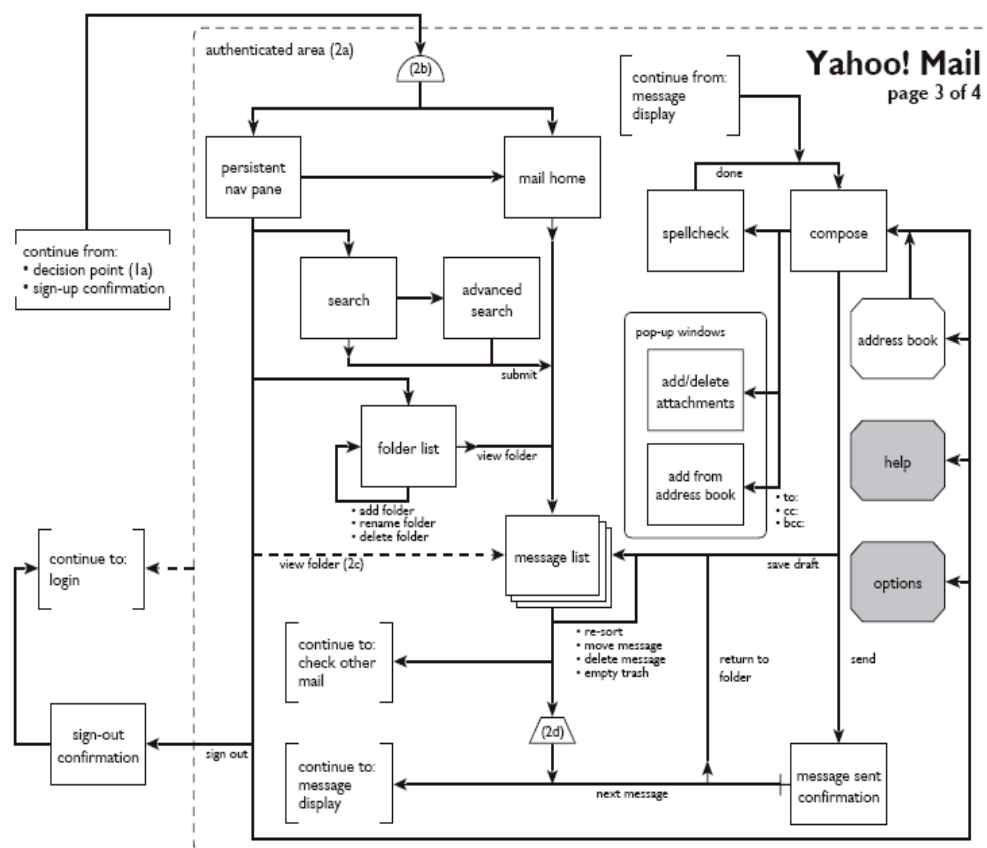 authenticated area (2a)
(2b)
Yahoo! Mail
page 3 of 4
continue from:
message
display
persistent
nav pane
mail home
done
spellcheck
compose
continue from:
• decision point (1a)
• sign-up confirmation
search
advanced
search
submit
address book
pop-up windows
add/delete
attachments
add from
address book
• to:
• cc:
• bcc:
help
folder list
view folder
• add folder
• rename folder
• delete folder
continue to:
login
view folder (2c)
message list
save draft
options
• re-sort
• move message
• delete message
• empty trash
continue to:
check other
mail
return to
folder
send
(2d)
sign-out
confirmation
sign out
continue to:
message
display
next message
message sent
confirmation